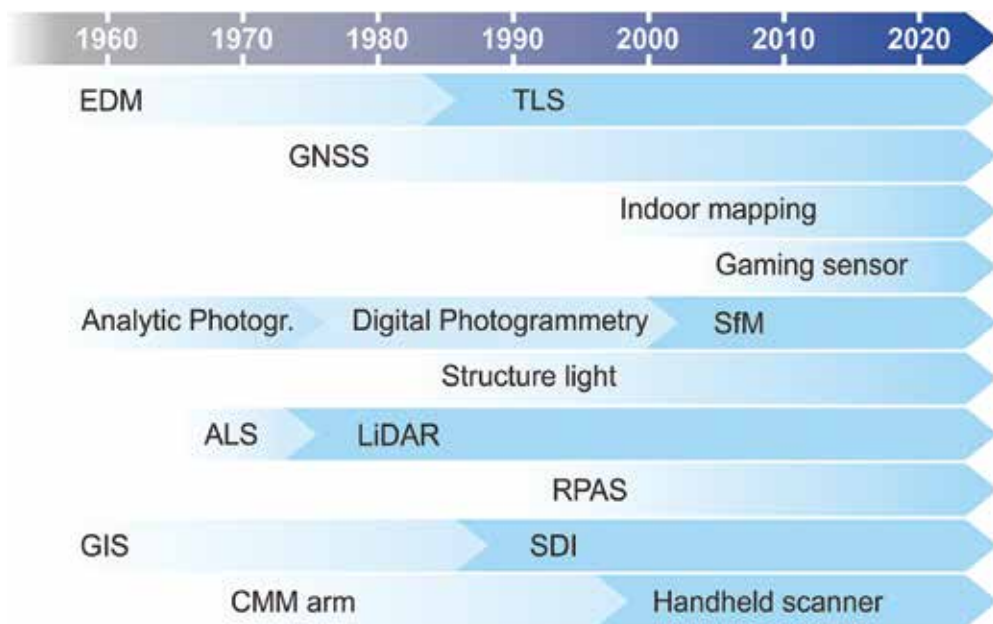 1960 1970 1980 1990 2000 2010 2020
EDM TLS
GNSS
Indoor mapping
Gaming sensor
Analytic Photogr. Digital Photogrammetry SfM
Structure light
ALS LiDAR
RPAS
GIS SDI
CMM arm Handheld scanner